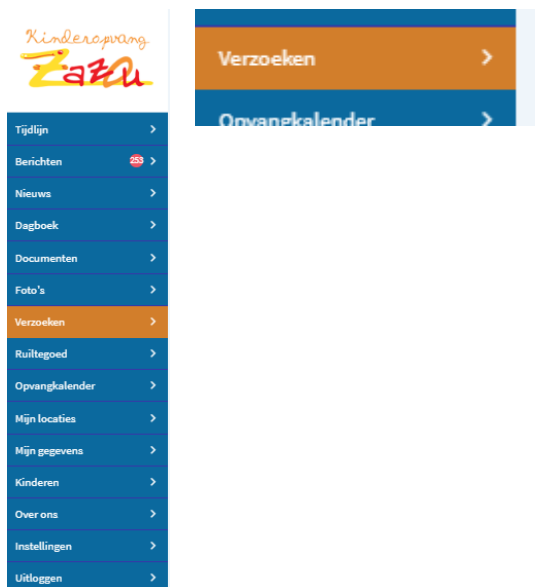 Kinderopvang
Zazu
Tijdlijn
Berichten 253
Nieuws
Dagboek
Documenten
Foto's
Verzoeken
Ruiltegoed
Opvangkalender
Mijn locaties
Mijn gegevens
Kinderen
Over ons
Instellingen
Uitloggen
Verzoeken
Opvangkalender